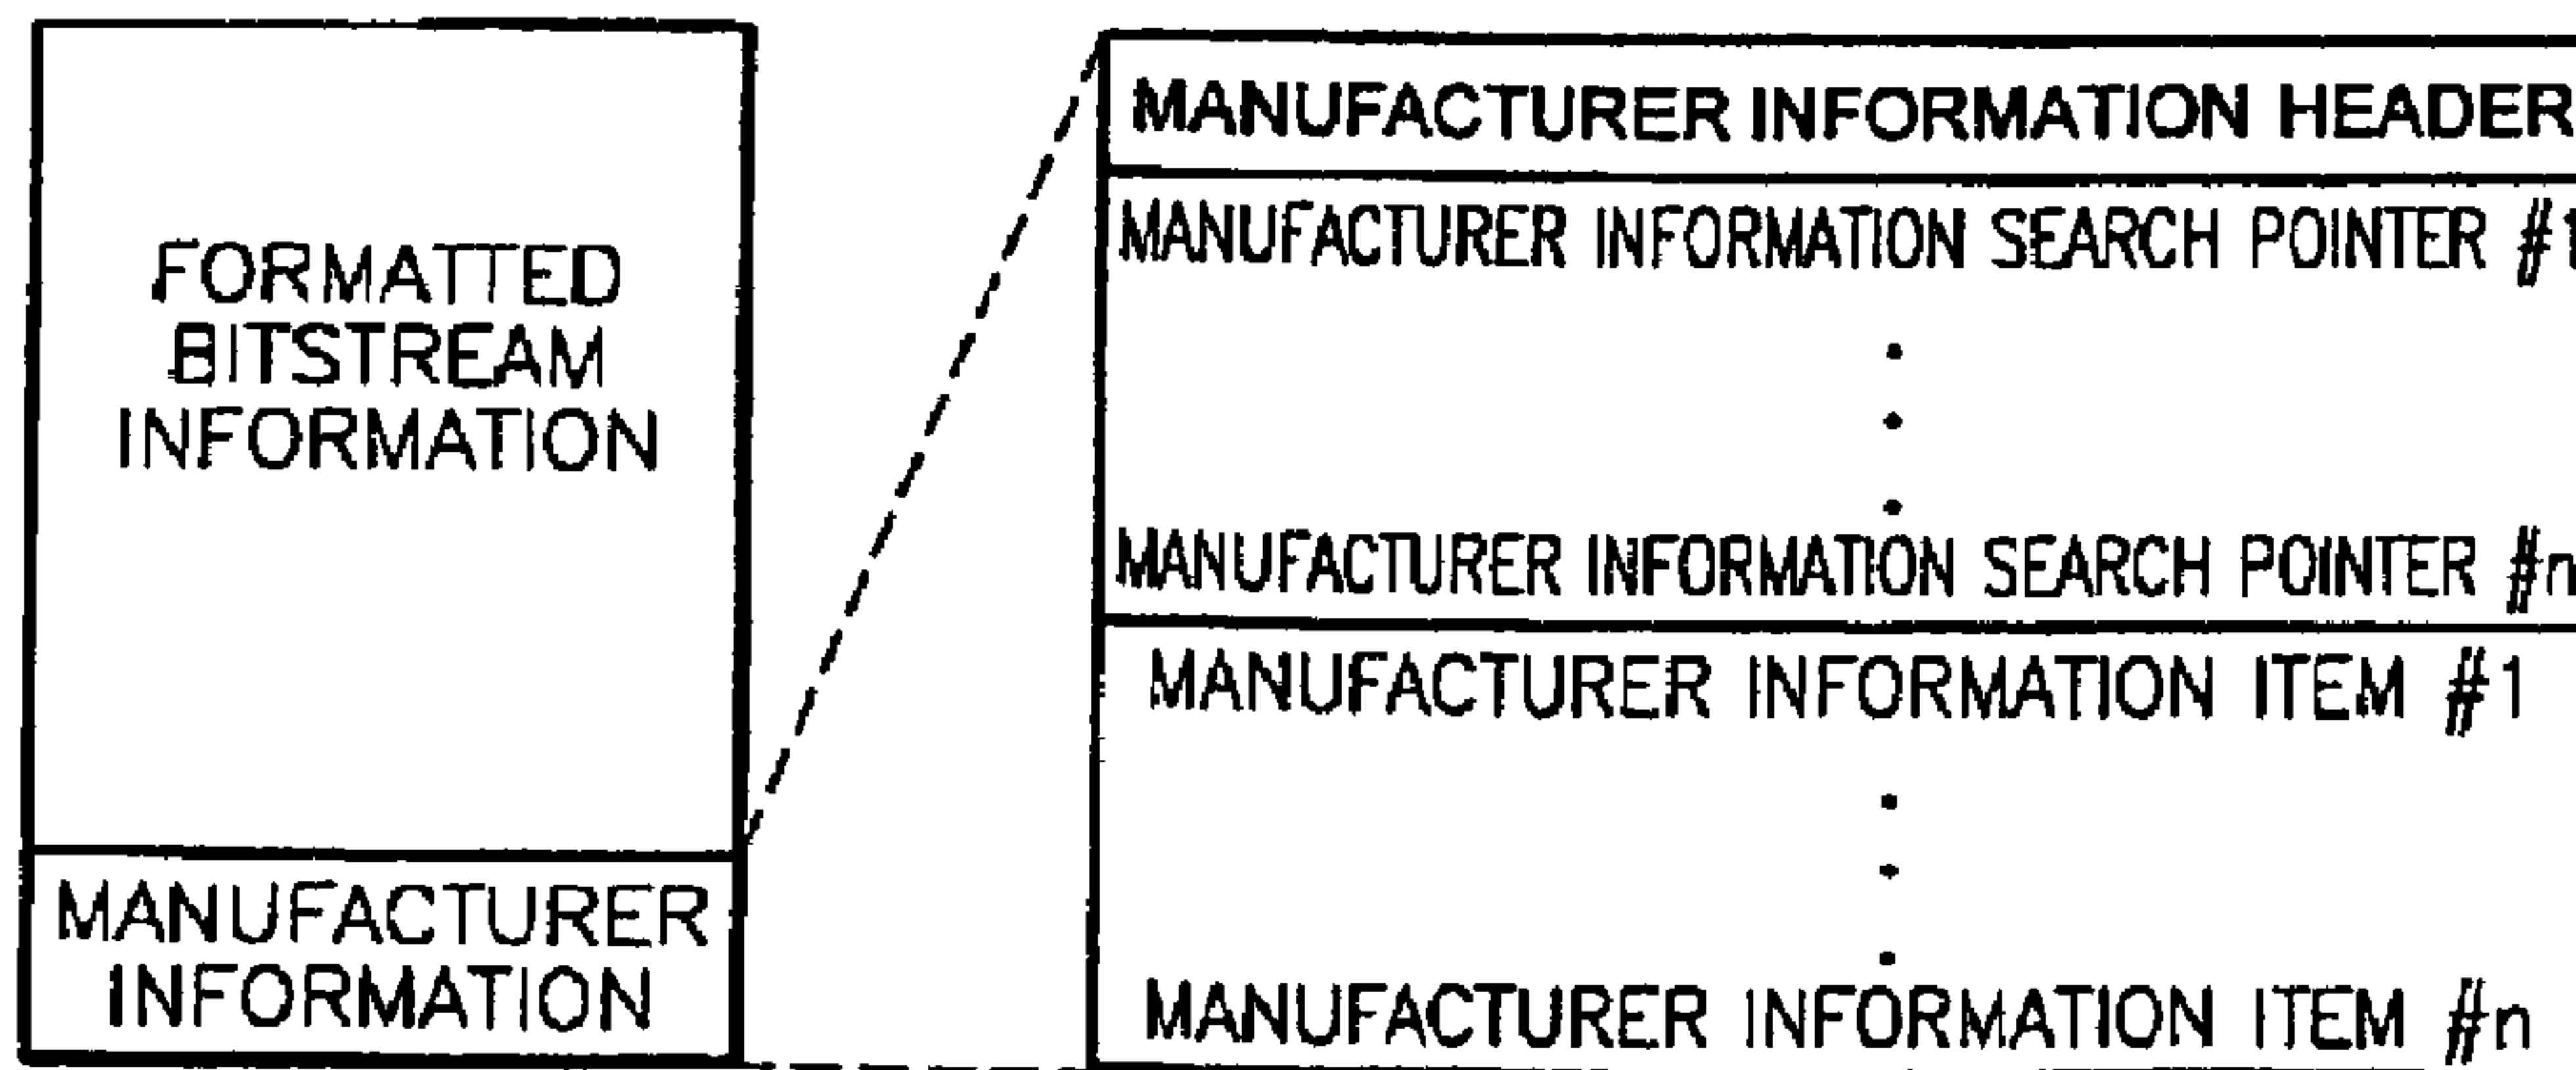 FORMATTED
BITSTREAM
INFORMATION
MANUFACTURER
INFORMATION
MANUFACTURER INFORMATION HEADER
MANUFACTURER INFORMATION SEARCH POINTER #1
MANUFACTURER INFORMATION SEARCH POINTER #n
MANUFACTURER INFORMATION ITEM #1
MANUFACTURER INFORMATION ITEM #n